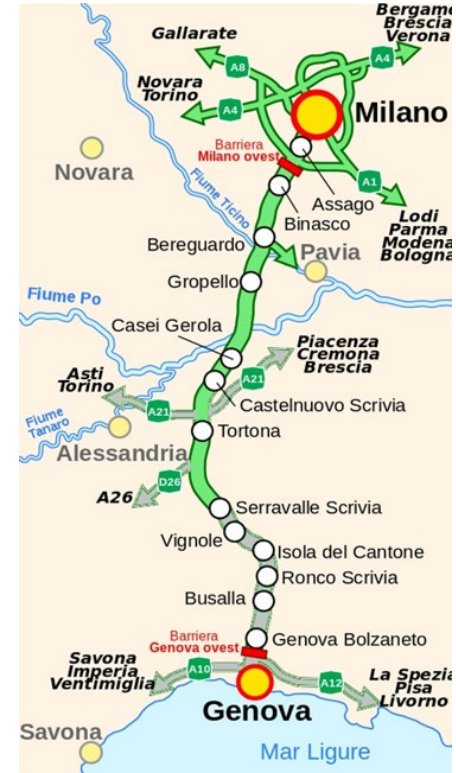 Bergamo
Brescia
Verona
Gallarate
A8
A4
Novara
Torino
A4
Milano
Barriera
Milano ovest
Novara
A1
Assago
Fiume Ticino
Binasco
Lodi
Parma
Modena
Bologna
Bereguardo
Pavia
Gropello
Fiume Po
Casei Gerola
Piacenza
Cremona
Brescia
Asti
Torino
A21
A21
Castelnuovo Scrivia
Fiume
Tanaro
Tortona
Alessandria
D26
A26
Serravalle Scrivia
Vignole
Isola del Cantone
Ronco Scrivia
Busalla
Barriera
Genova ovest
Genova Bolzaneto
Savona
Imperia
Ventimiglia
A10
A12
La Spezia
Pisa
Livorno
Genova
Savona
Mar Ligure